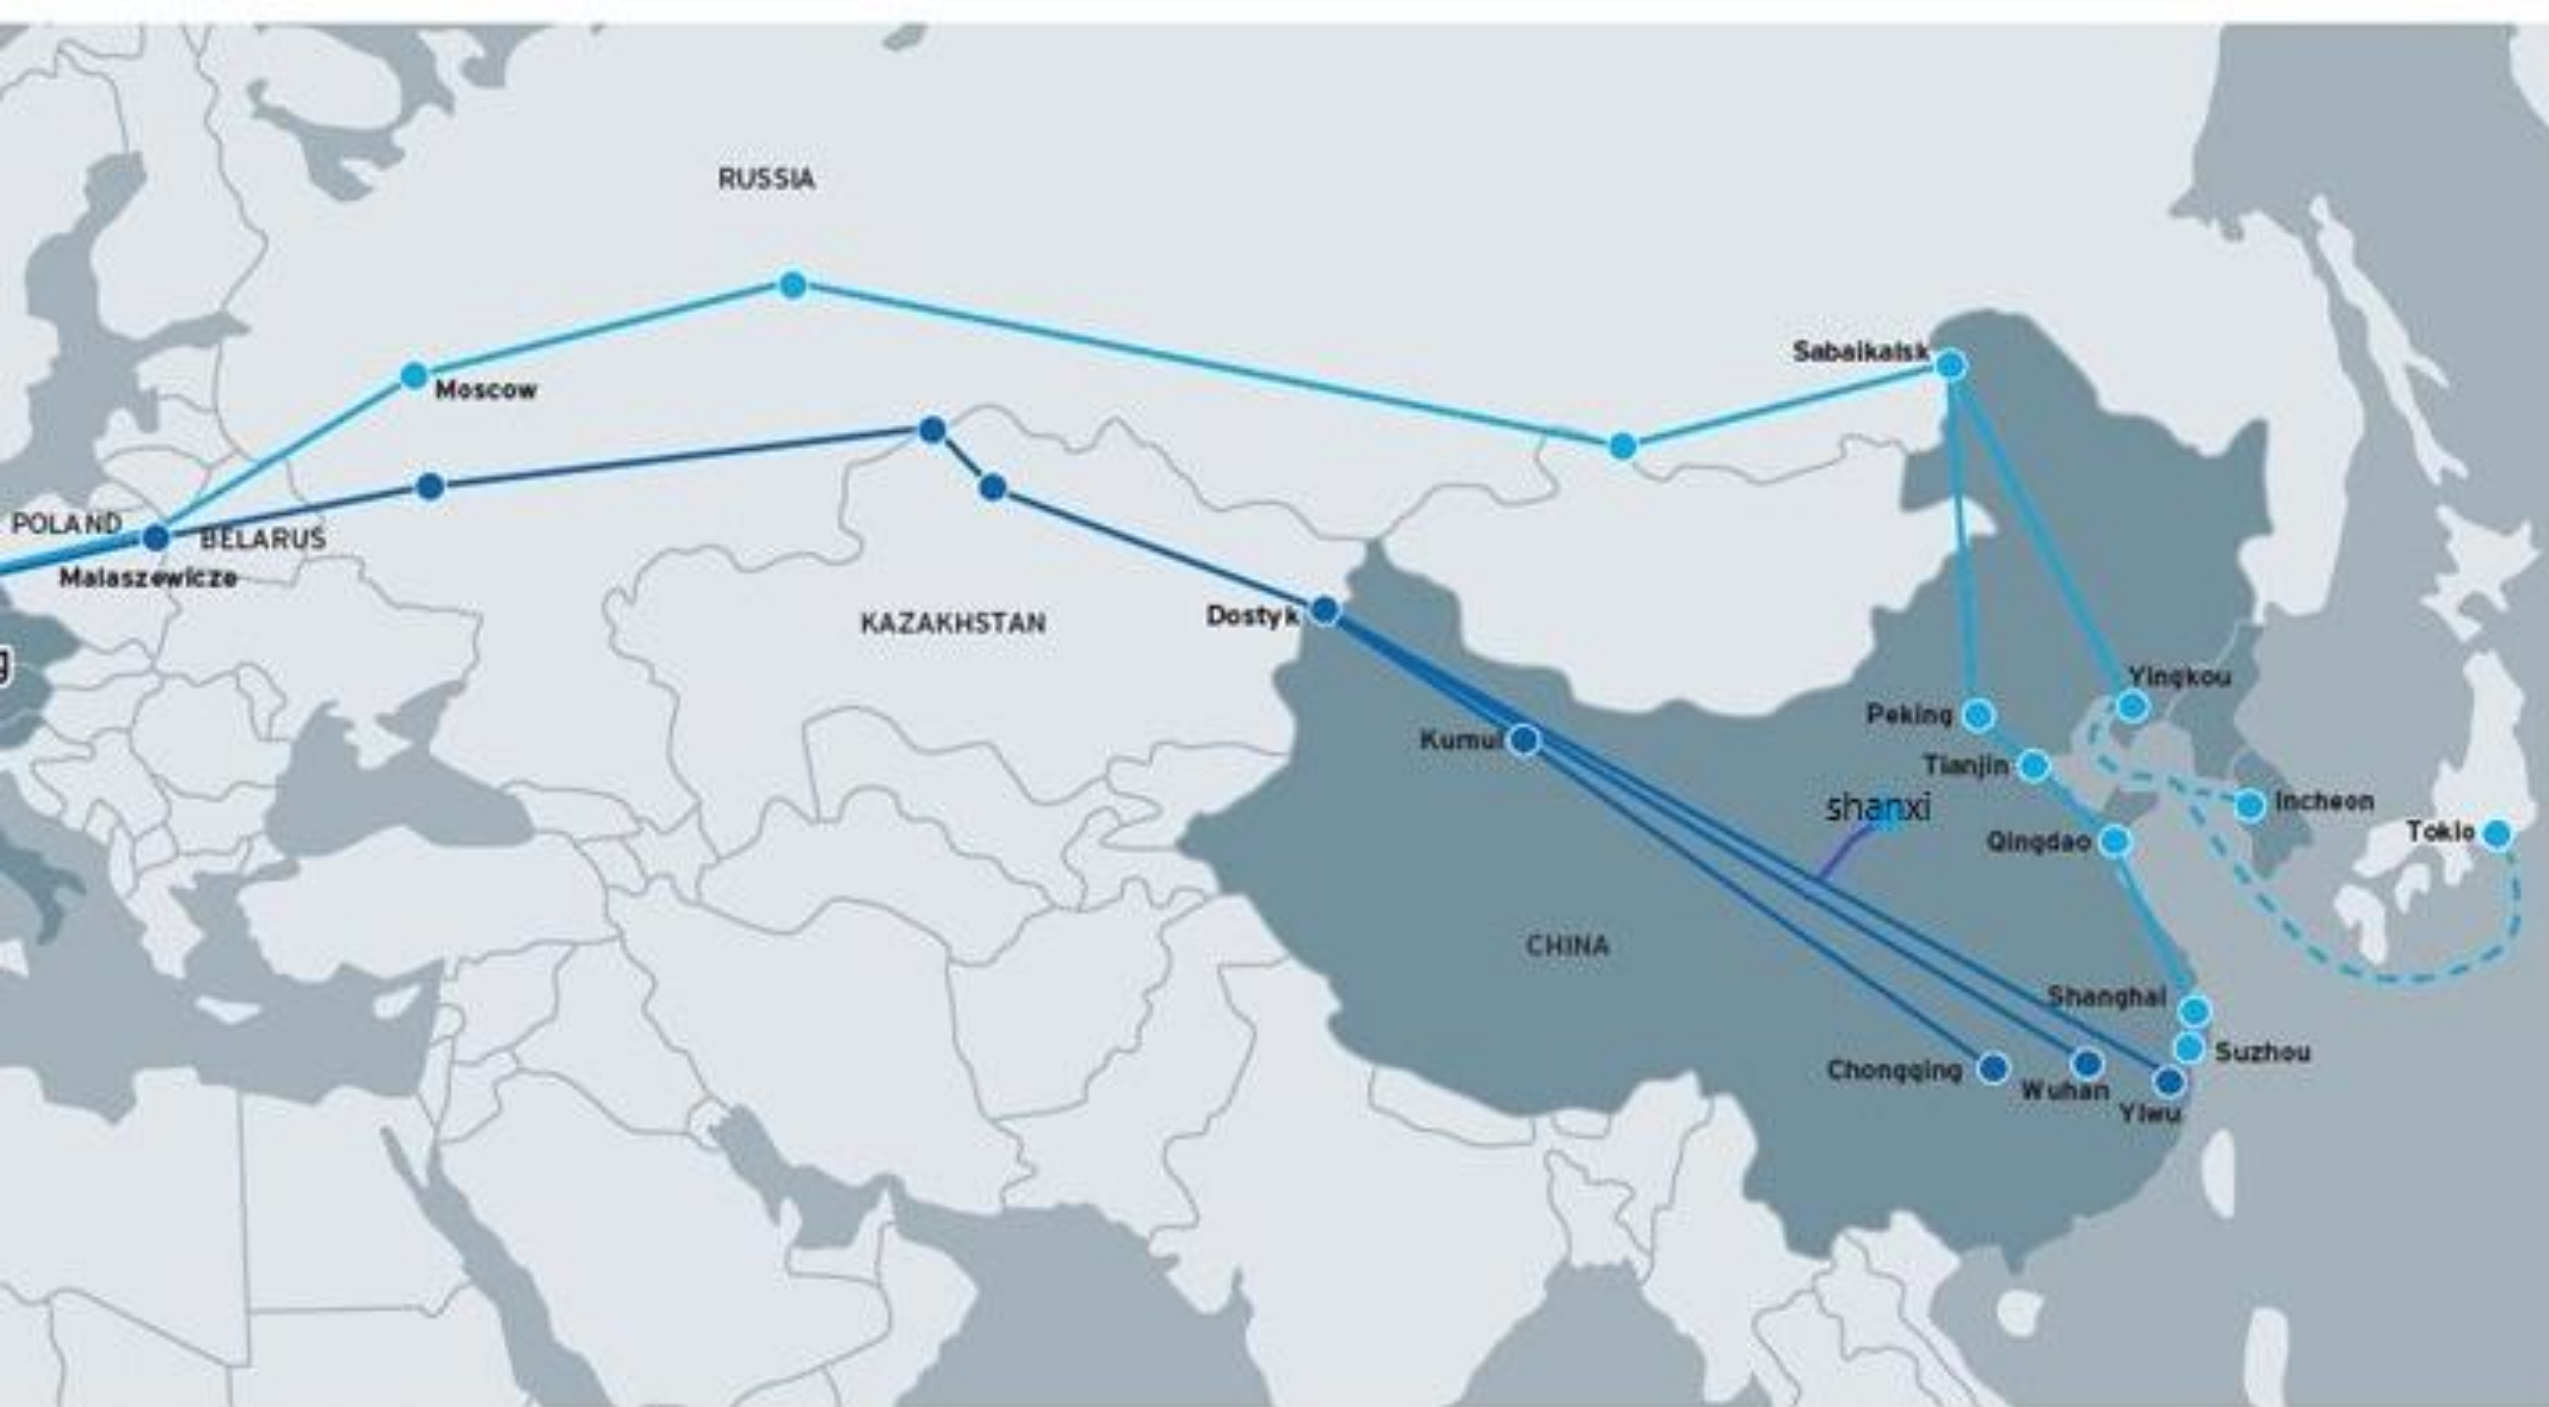 RUSSIA
Sabaikalsk
Moscow
POLAND
BELARUS
Malaszewicze
KAZAKHSTAN
Dostyk
g
Yingkou
Peking
Kumul
Tianjin
shanxi
Incheon
Tokio
Qingdao
CHINA
Shanghai
Suzhou
Chongqing
Wuhan
Yiwu